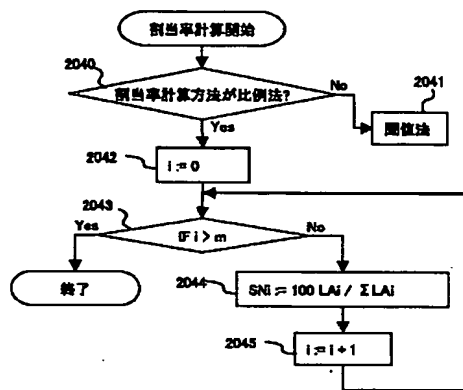 割当率計算開始
2040
割当率計算方法が比例法?
No
2041
閾値法
Yes
2042
i := 0
2043
Yes
IF i > m
No
終了
2044
SNi := 100 LAi / ΣLAi
2045
i := i + 1